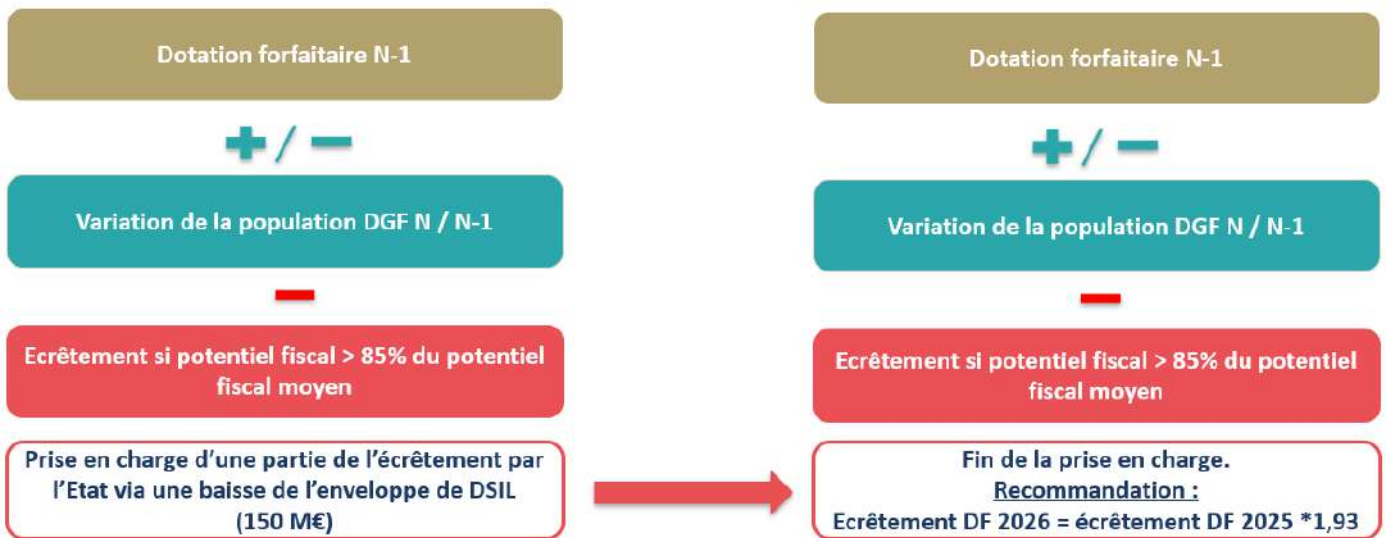 Dotation forfaitaire N-1
+ / −
Variation de la population DGF N / N-1
−
Ecrêtement si potentiel fiscal > 85% du potentiel
fiscal moyen
Prise en charge d'une partie de l'écrêtement par
l'Etat via une baisse de l'enveloppe de DSIL
(150 M€)
Dotation forfaitaire N-1
+ / −
Variation de la population DGF N / N-1
−
Ecrêtement si potentiel fiscal > 85% du potentiel
fiscal moyen
Fin de la prise en charge.
Recommandation :
Ecrêtement DF 2026 = écrêtement DF 2025 *1,93